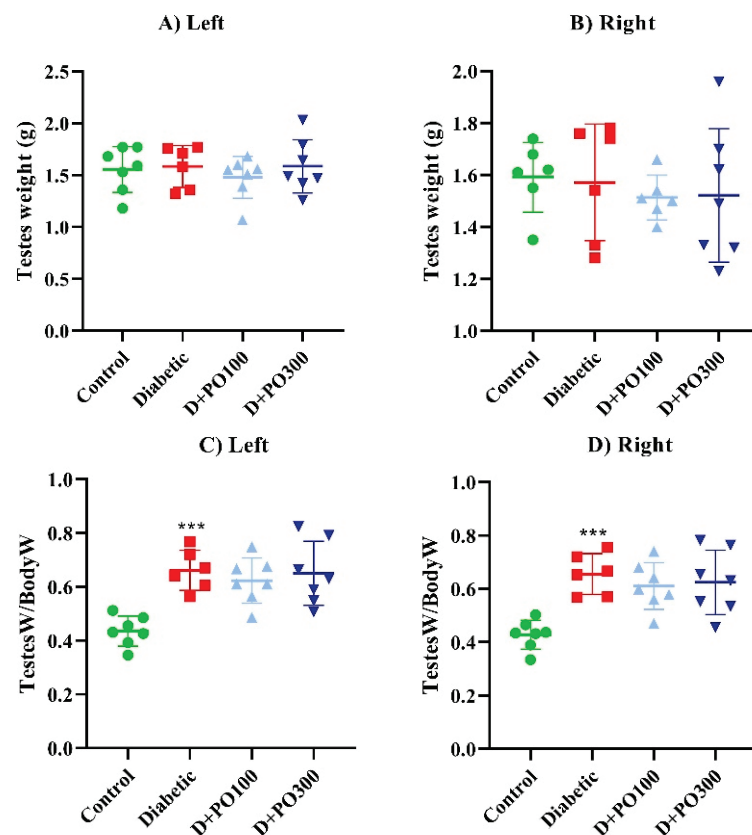 A) Left
Testes weight (g)
2.5
2.0
1.5
1.0
0.5
0.0
Control
Diabetic
D+PO100
D+PO300
B) Right
Testes weight (g)
2.0
1.8
1.6
1.4
1.2
1.0
Control
Diabetic
D+PO100
D+PO300
C) Left
TestesW/BodyW
1.0
0.8
0.6
0.4
0.2
0.0
***
Control
Diabetic
D+PO100
D+PO300
D) Right
TestesW/BodyW
1.0
0.8
0.6
0.4
0.2
0.0
***
Control
Diabetic
D+PO100
D+PO300